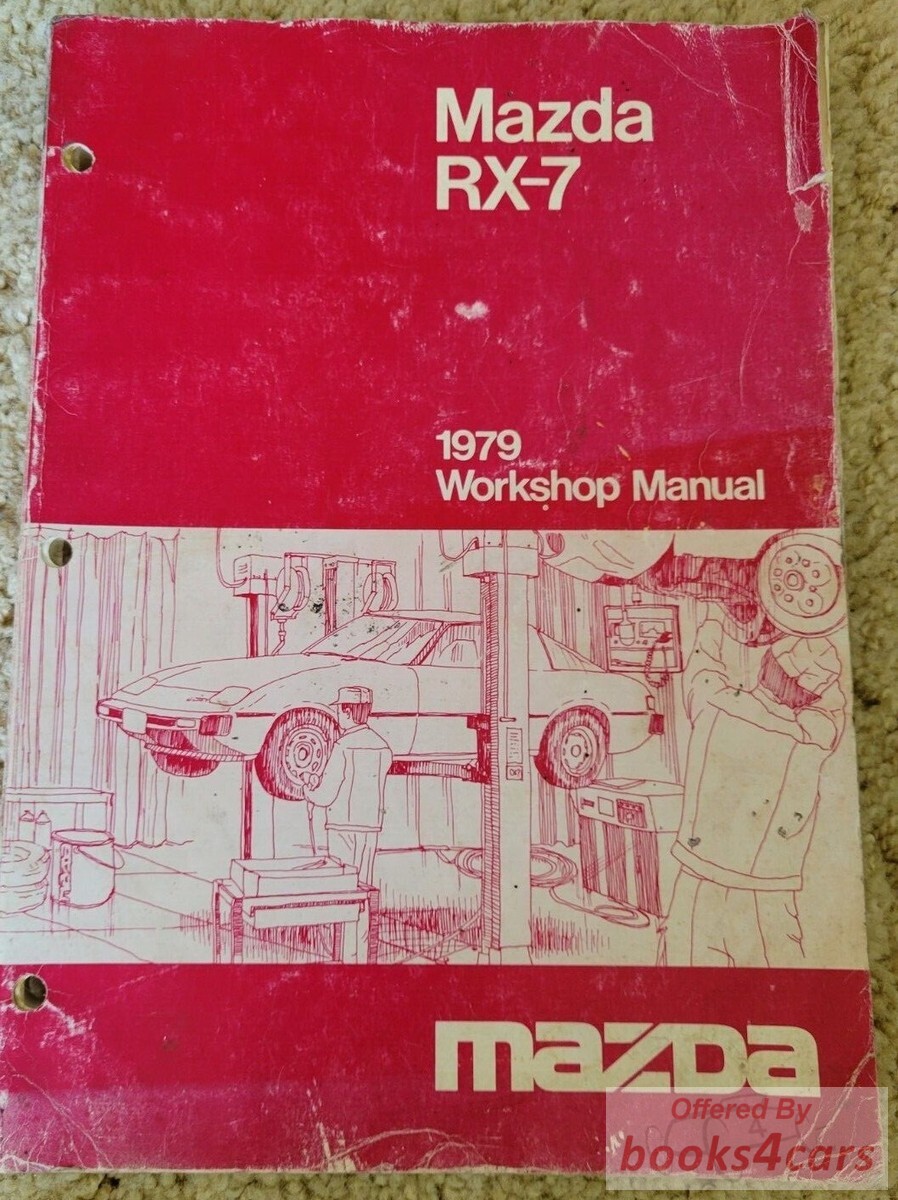 Mazda
RX-7
1979
Workshop Manual
mazda
Offered By
books4cars